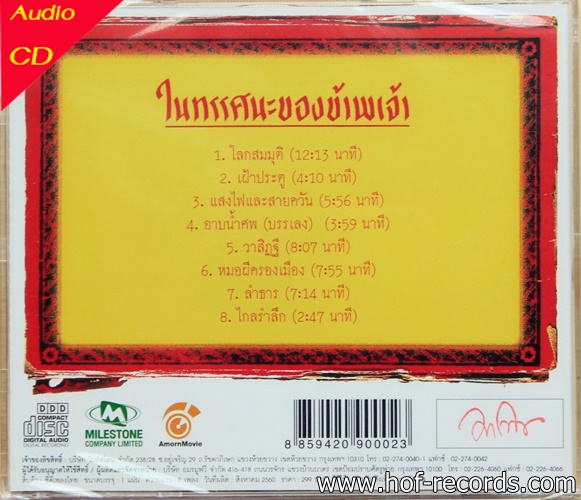 Audio
CD
ในทรรศนะของข้าพเจ้า
1. โลกสมมุติ (12:13 นาที)
2. เฝ้าประตู (4:10 นาที)
3. แสงไฟและสายควัน (5:56 นาที)
4. อาบน้ำศพ (บรรเลง) (3:59 นาที)
5. วาสิฏฐี (8:07 นาที)
6. หมอผีครองเมือง (7:55 นาที)
7. ลำธาร (7:14 นาที)
8. ไกลรำลึก (2:47 นาที)
DDD
COMPACT
disc
DIGITAL AUDIO
DIGITAL RECORDING
MILESTONE
COMPANY LIMITED
AmornMovie
8 859420 900023
http://www.hof-records.com